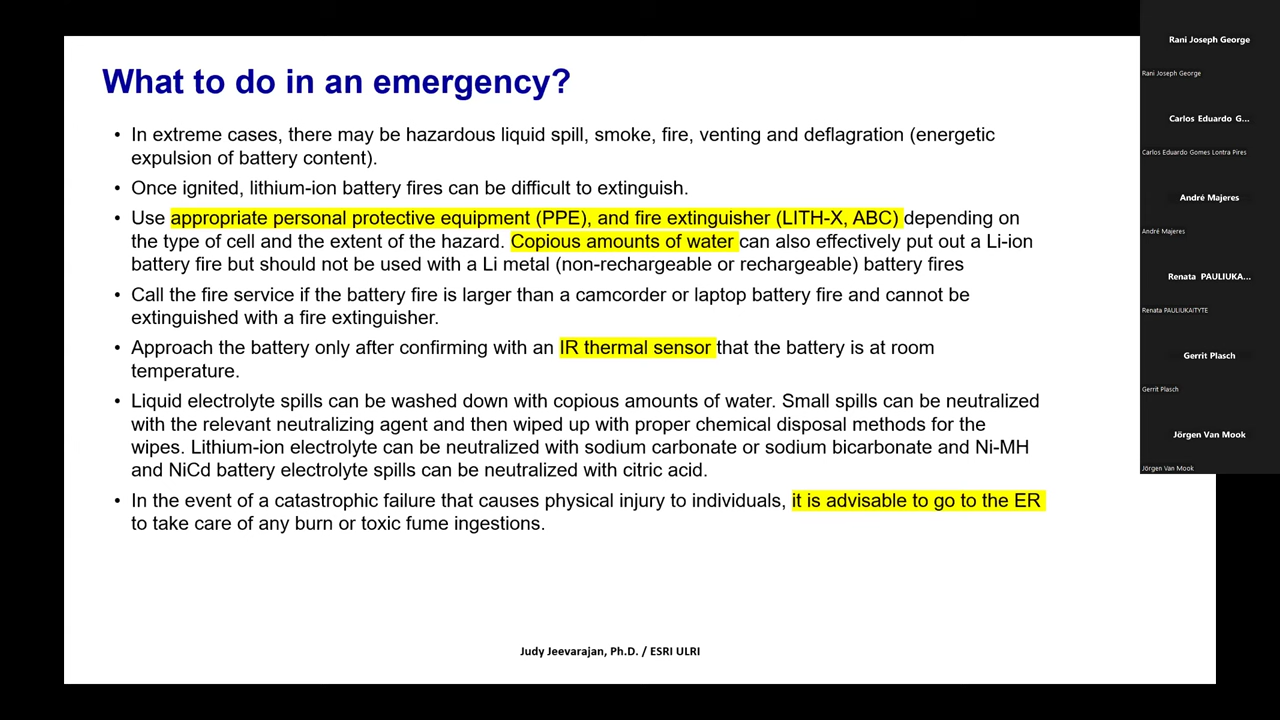 What to do in an emergency?
• In extreme cases, there may be hazardous liquid spill, smoke, fire, venting and deflagration (energetic
expulsion of battery content).
• Once ignited, lithium-ion battery fires can be difficult to extinguish.
• Use appropriate personal protective equipment (PPE), and fire extinguisher (LITH-X, ABC) depending on
the type of cell and the extent of the hazard. Copious amounts of water can also effectively put out a Li-ion
battery fire but should not be used with a Li metal (non-rechargeable or rechargeable) battery fires
• Call the fire service if the battery fire is larger than a camcorder or laptop battery fire and cannot be
extinguished with a fire extinguisher.
• Approach the battery only after confirming with an IR thermal sensor that the battery is at room
temperature.
• Liquid electrolyte spills can be washed down with copious amounts of water. Small spills can be neutralized
with the relevant neutralizing agent and then wiped up with proper chemical disposal methods for the
wipes. Lithium-ion electrolyte can be neutralized with sodium carbonate or sodium bicarbonate and Ni-MH
and NiCd battery electrolyte spills can be neutralized with citric acid.
• In the event of a catastrophic failure that causes physical injury to individuals, it is advisable to go to the ER
to take care of any burn or toxic fume ingestions.
Judy Jeevarajan, Ph.D. / ESRI ULRI
Rani Joseph George
Rani Joseph George
Carlos Eduardo G...
Carlos Eduardo Gomes Lontra Pires
André Majeres
André Majeres
Renata PAULIUKA...
Renata PAULIUKAITYTE
Gerrit Plasch
Gerrit Plasch
Jörgen Van Mook
Jörgen Van Mook